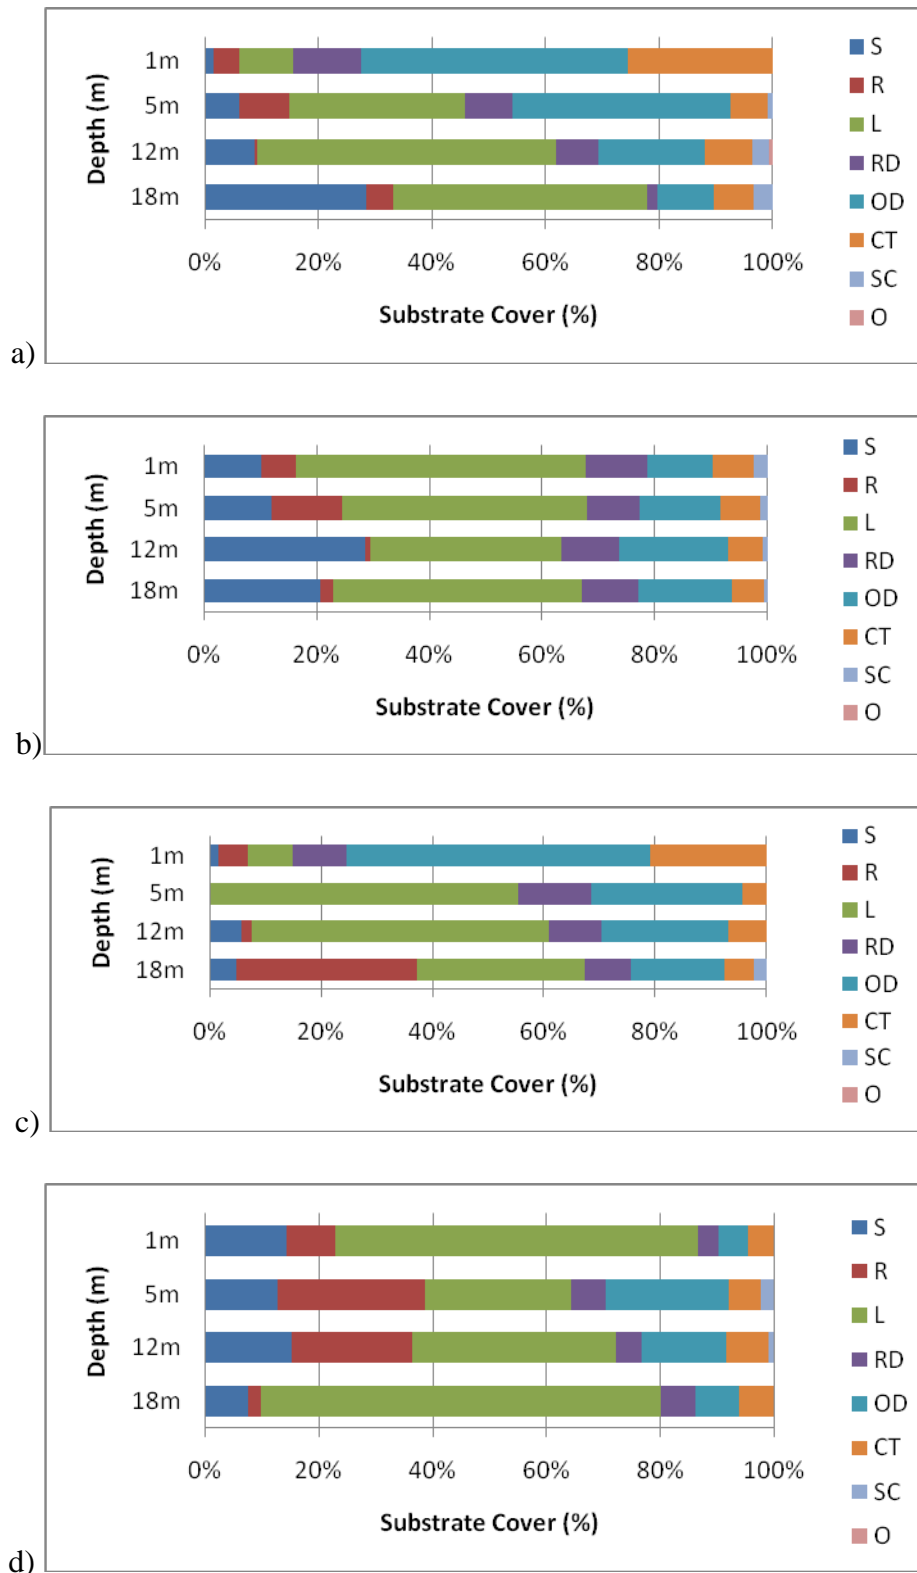 Depth (m)
1m
5m
12m
18m
0% 20% 40% 60% 80% 100%
Substrate Cover (%)
S
R
L
RD
OD
CT
SC
O
a)
Depth (m)
1m
5m
12m
18m
0% 20% 40% 60% 80% 100%
Substrate Cover (%)
S
R
L
RD
OD
CT
SC
O
b)
Depth (m)
1m
5m
12m
18m
0% 20% 40% 60% 80% 100%
Substrate Cover (%)
S
R
L
RD
OD
CT
SC
O
c)
Depth (m)
1m
5m
12m
18m
0% 20% 40% 60% 80% 100%
Substrate Cover (%)
S
R
L
RD
OD
CT
SC
O
d)